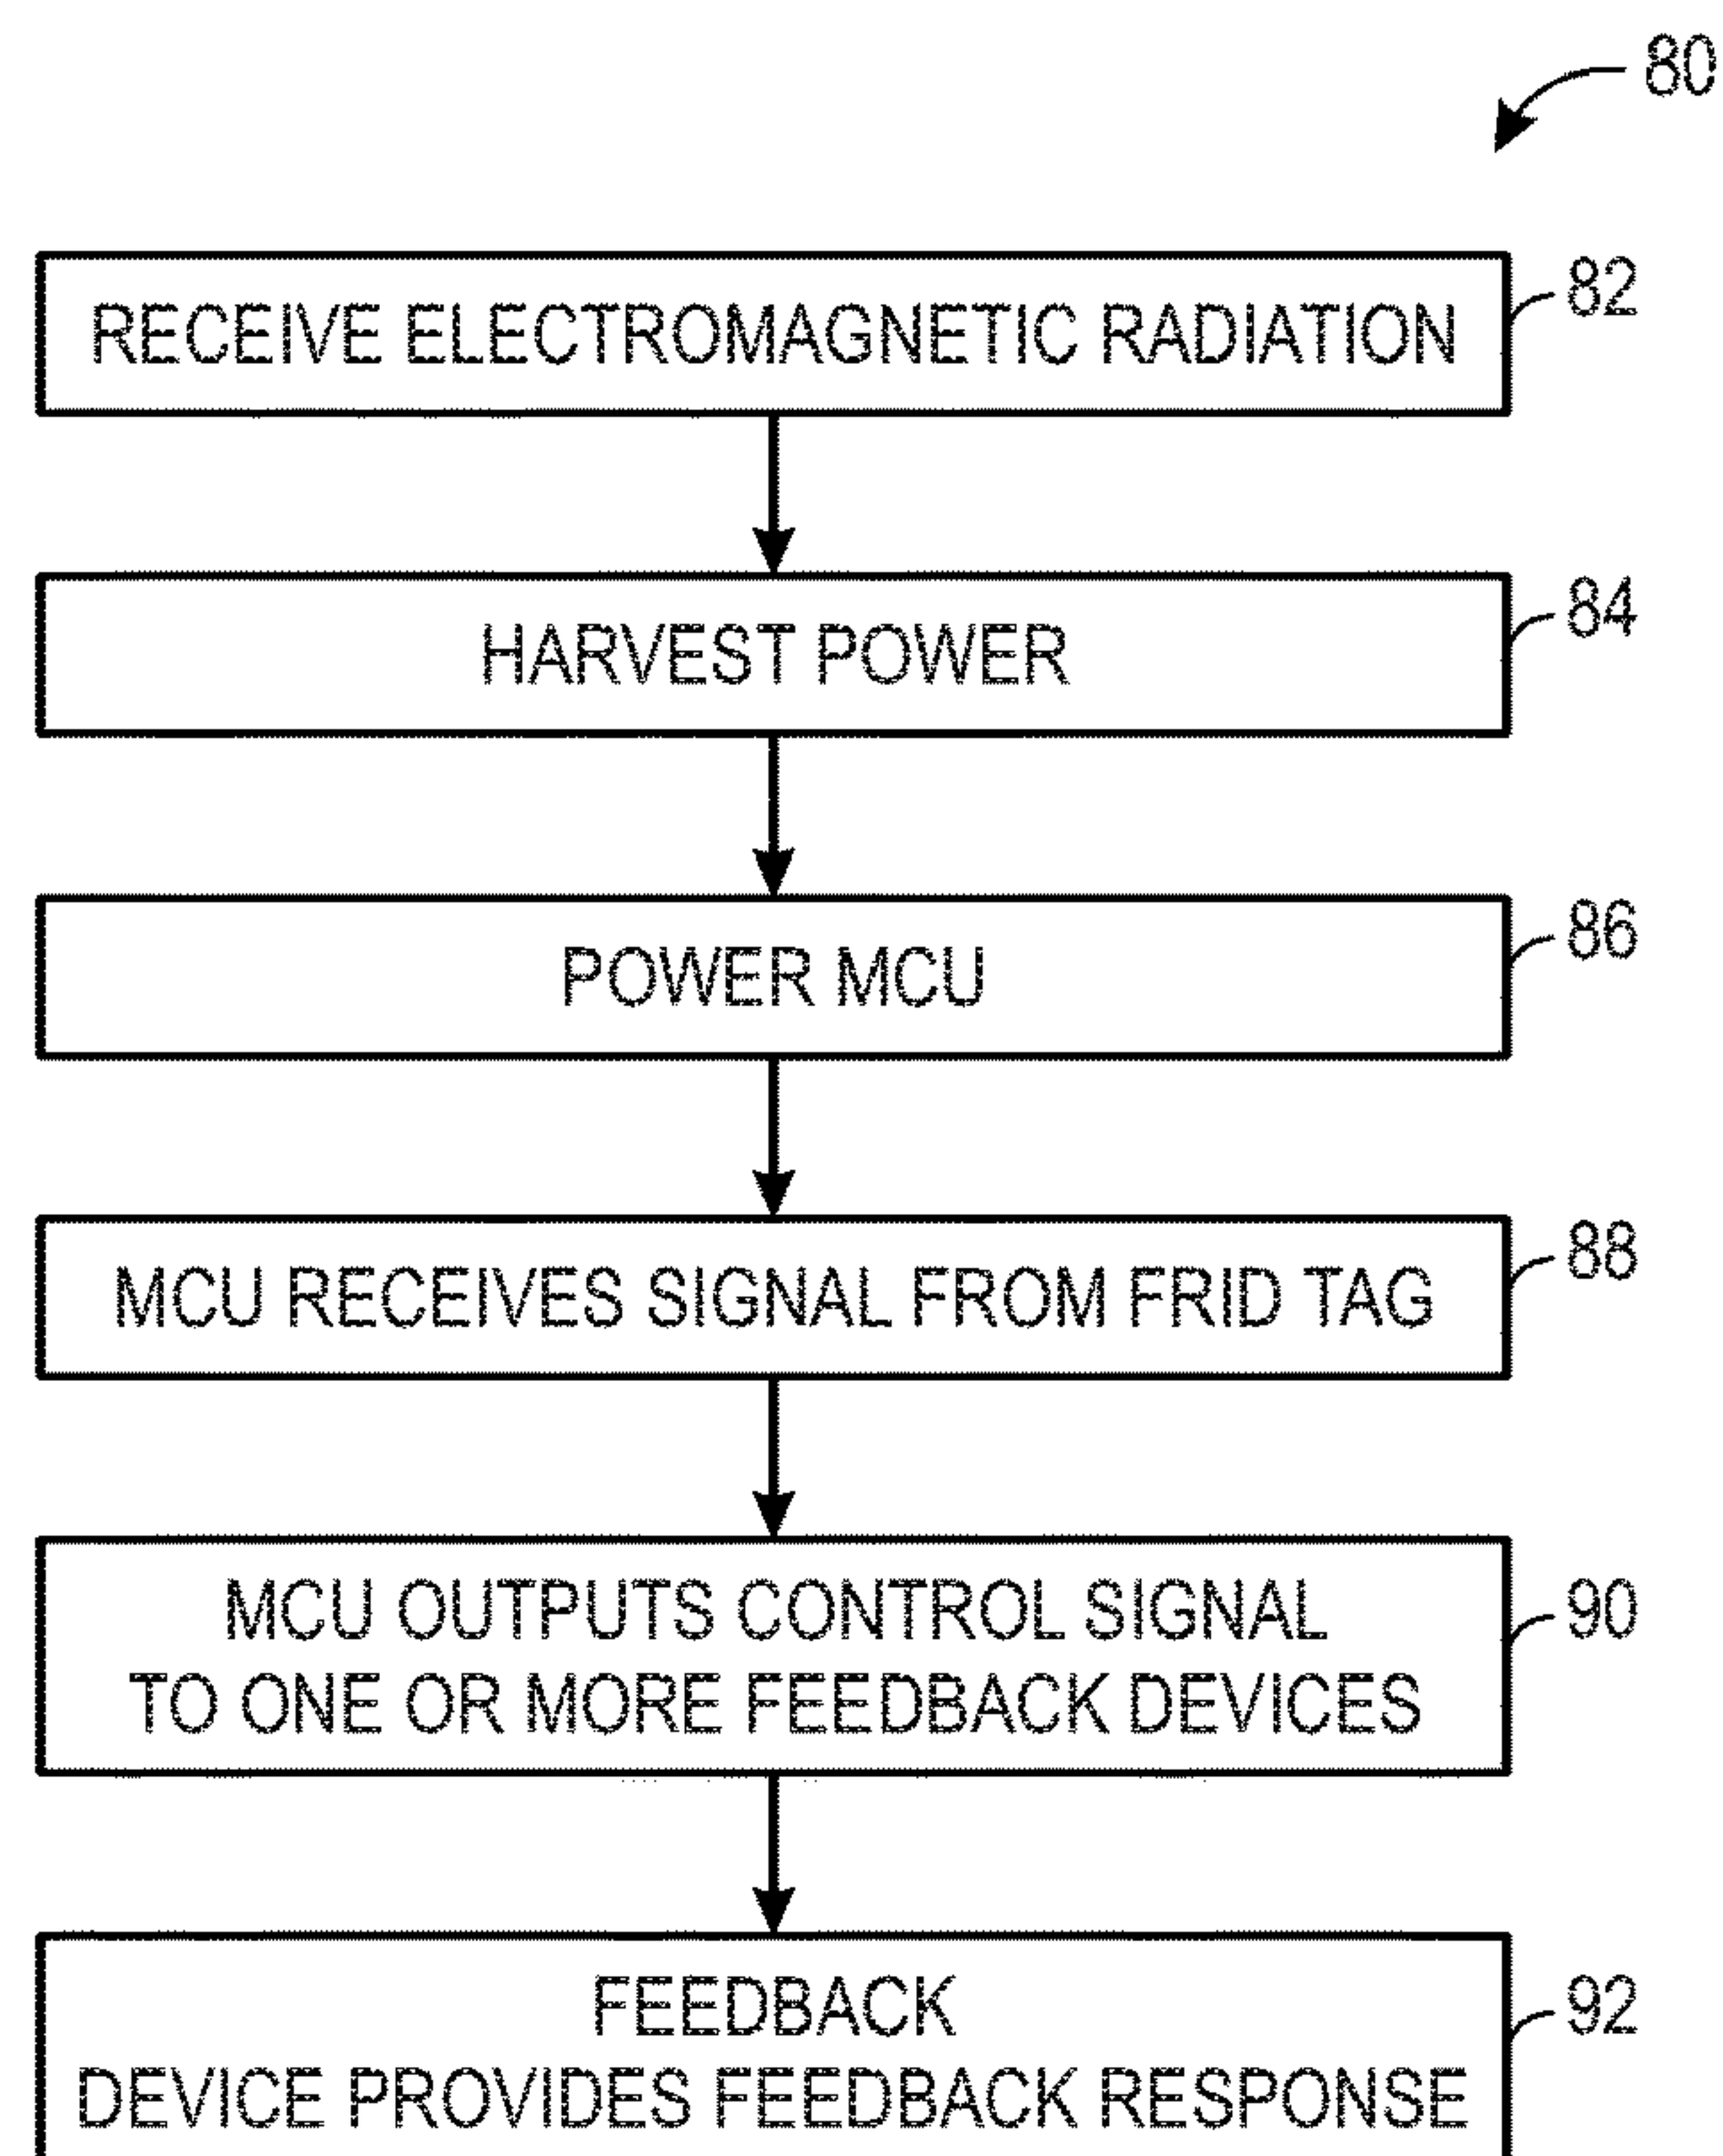 80
RECEIVE ELECTROMAGNETIC RADIATION
82
HARVEST POWER
84
POWER MCU
86
MCU RECEIVES SIGNAL FROM FRID TAG
88
MCU OUTPUTS CONTROL SIGNAL
TO ONE OR MORE FEEDBACK DEVICES
90
FEEDBACK
DEVICE PROVIDES FEEDBACK RESPONSE
92